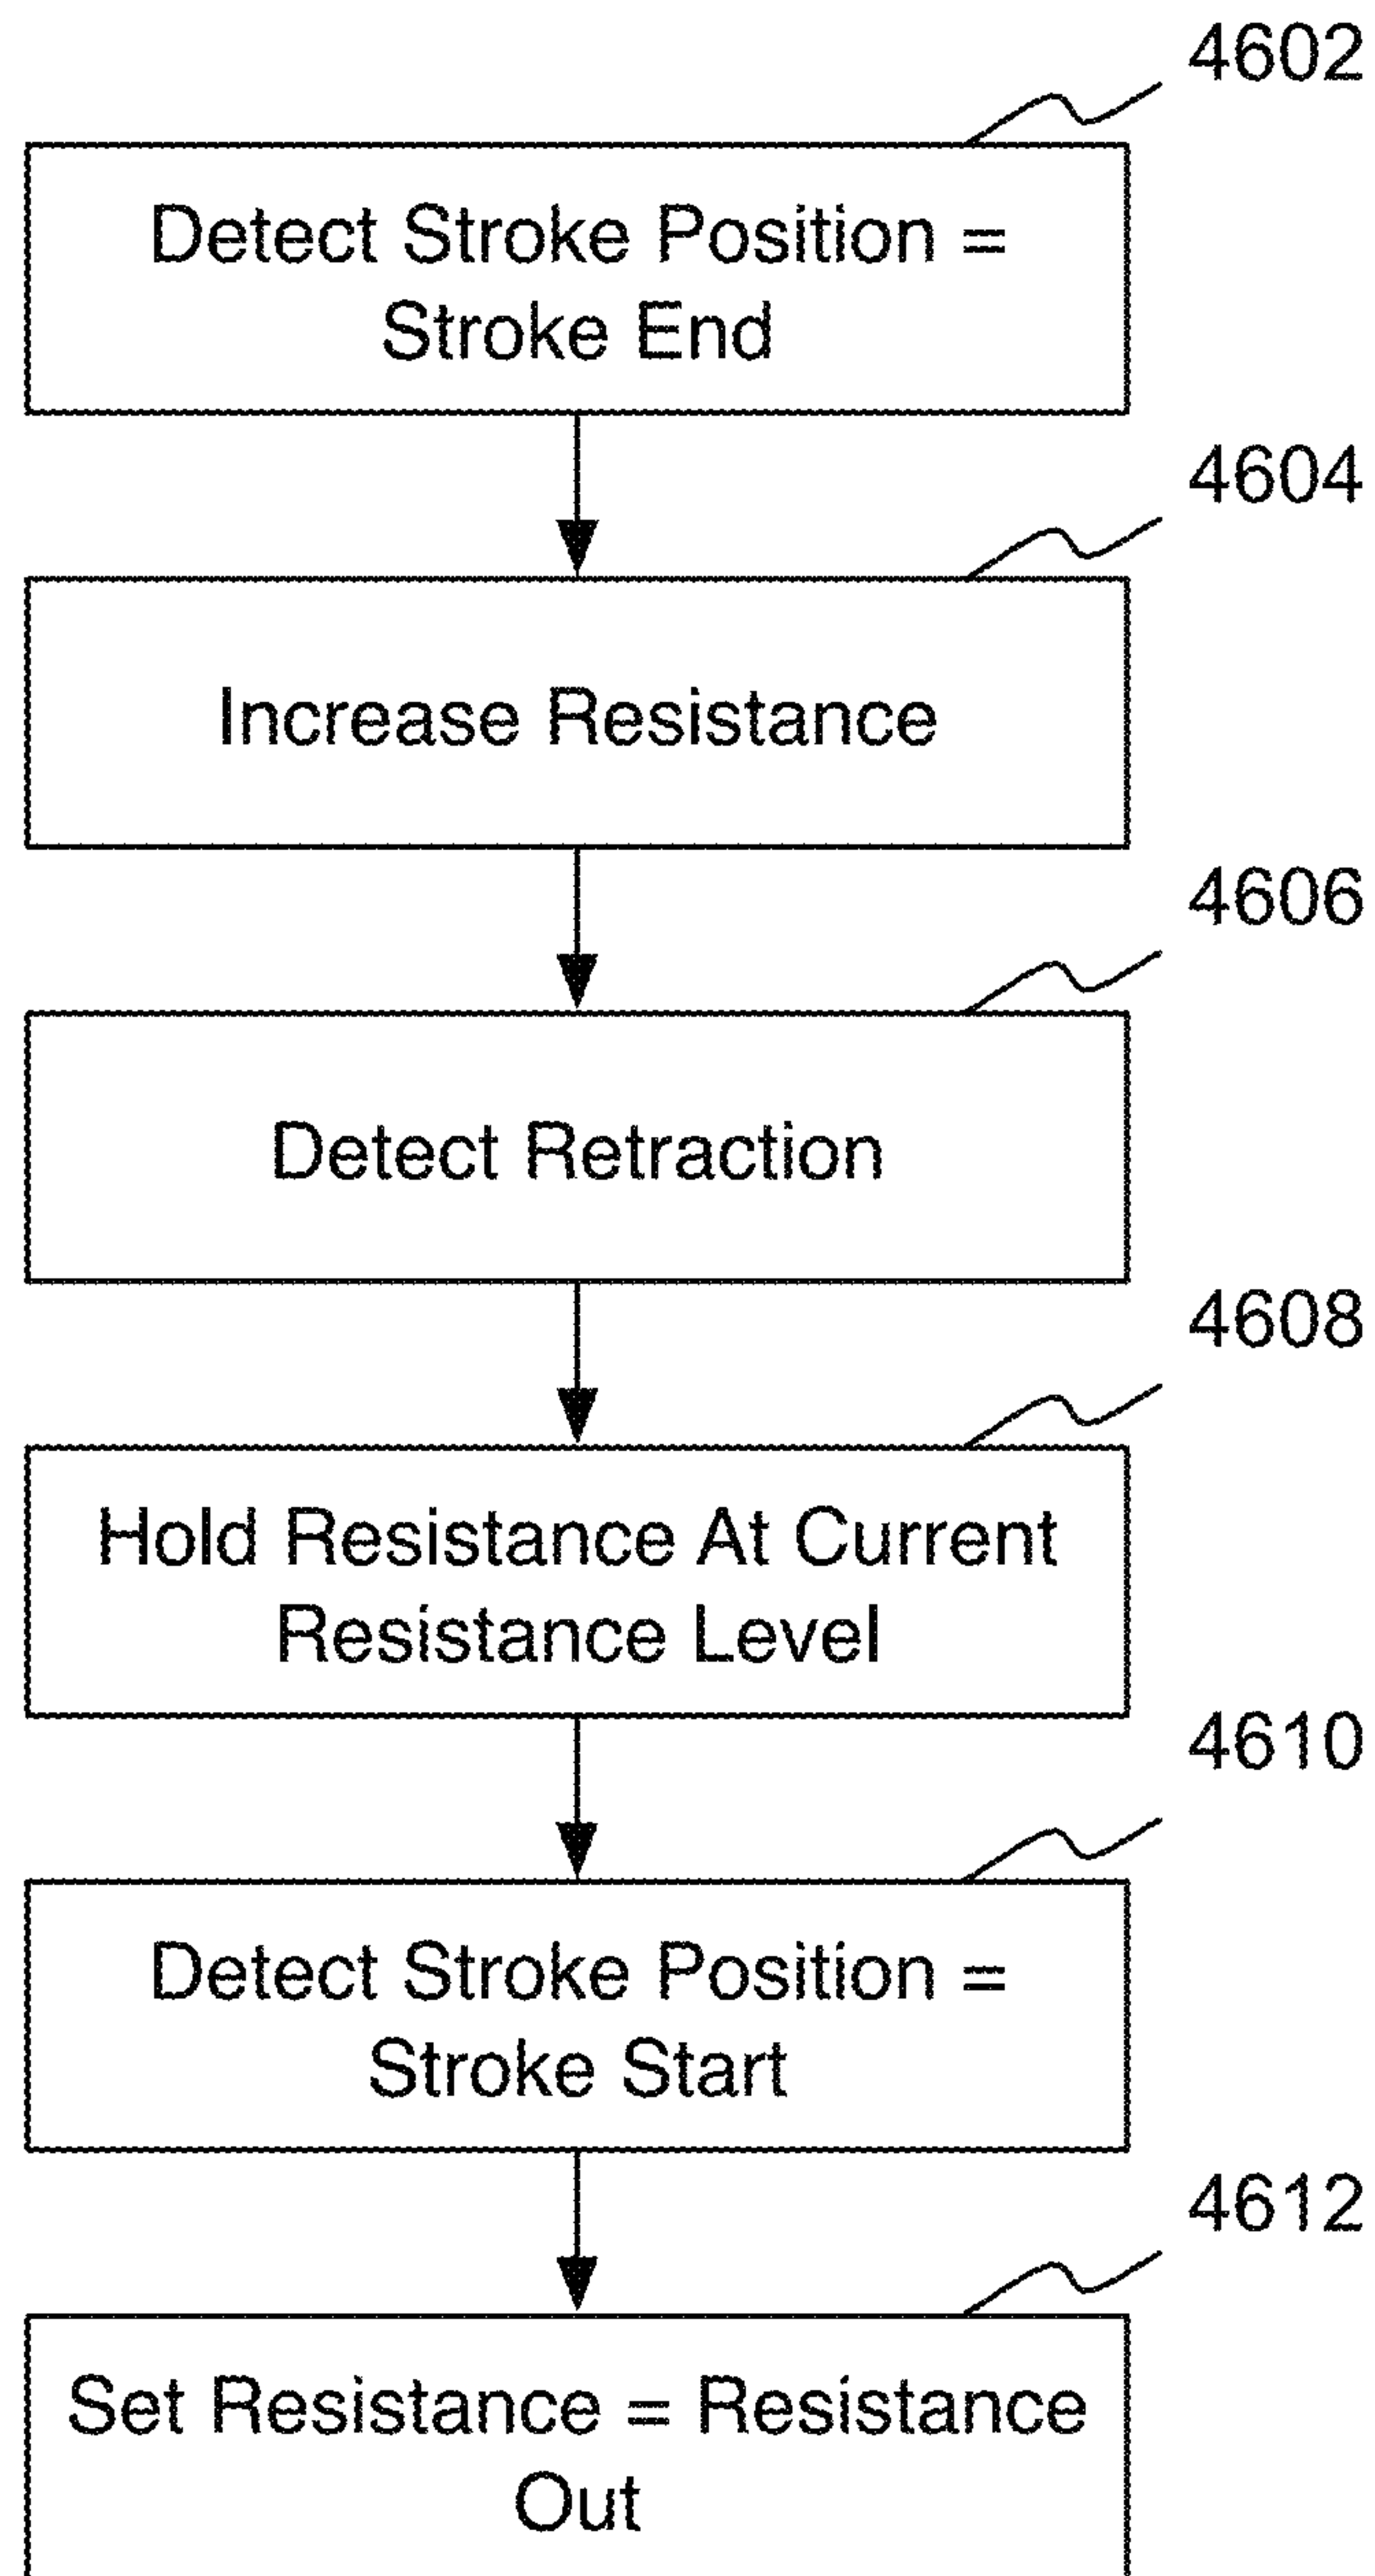 4602
Detect Stroke Position =
Stroke End
4604
Increase Resistance
4606
Detect Retraction
4608
Hold Resistance At Current
Resistance Level
4610
Detect Stroke Position =
Stroke Start
4612
Set Resistance = Resistance
Out